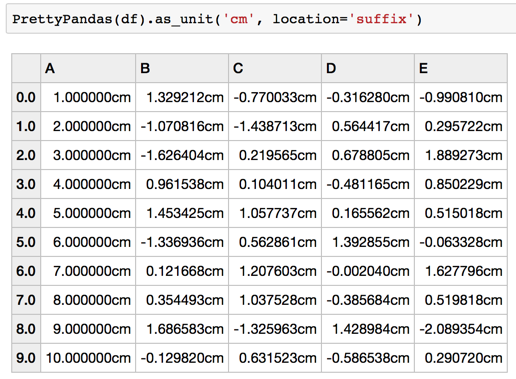 PrettyPandas(df).as_unit('cm', location='suffix')
A B C D E
0.0 1.000000cm 1.329212cm -0.770033cm -0.316280cm -0.990810cm
1.0 2.000000cm -1.070816cm -1.438713cm 0.564417cm 0.295722cm
2.0 3.000000cm -1.626404cm 0.219565cm 0.678805cm 1.889273cm
3.0 4.000000cm 0.961538cm 0.104011cm -0.481165cm 0.850229cm
4.0 5.000000cm 1.453425cm 1.057737cm 0.165562cm 0.515018cm
5.0 6.000000cm -1.336936cm 0.562861cm 1.392855cm -0.063328cm
6.0 7.000000cm 0.121668cm 1.207603cm -0.002040cm 1.627796cm
7.0 8.000000cm 0.354493cm 1.037528cm -0.385684cm 0.519818cm
8.0 9.000000cm 1.686583cm -1.325963cm 1.428984cm -2.089354cm
9.0 10.000000cm -0.129820cm 0.631523cm -0.586538cm 0.290720cm